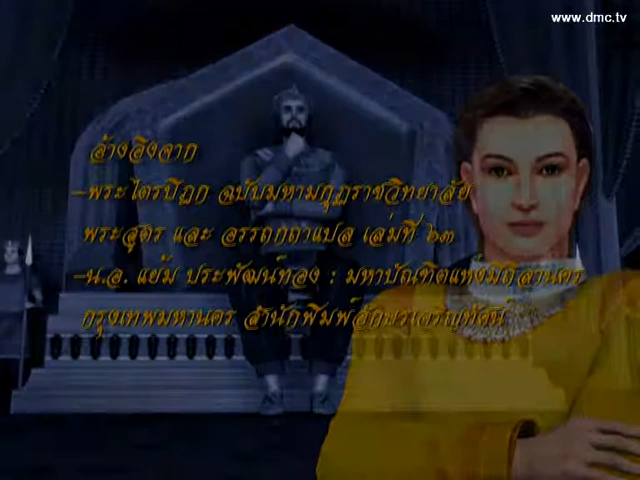 www.dmc.tv
อ้างอิงจาก
-พระไตรปิฎก ฉบับมหามกุฏราชวิทยาลัย
พระสูตร และ อรรถกถาแปล เล่มที่ ๖๓
-น.อ. แย้ม ประพัฒน์ทอง : มหาบัณฑิตแห่งมถิลานคร
กรุงเทพมหานคร สำนักพิมพ์อักษรเจริญทัศน์